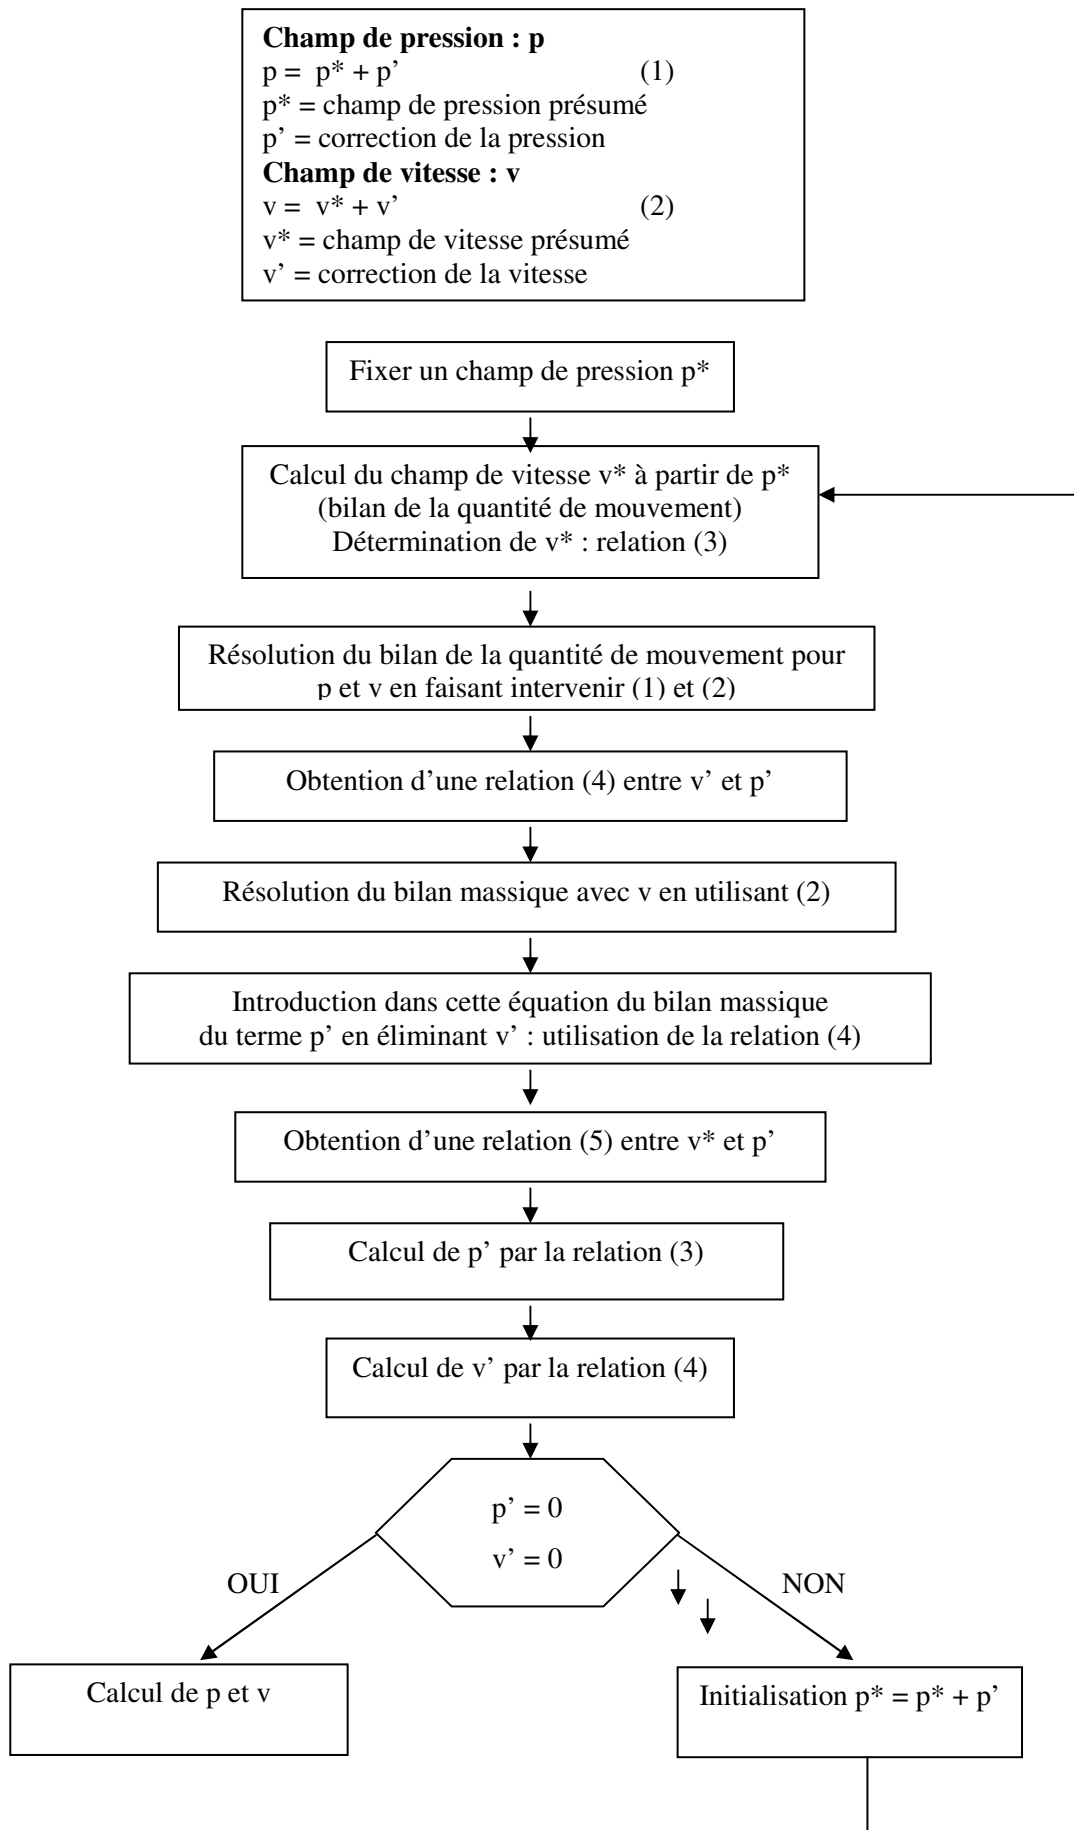 Champ de pression : p
p = p* + p’ (1)
p* = champ de pression présumé
p’ = correction de la pression
Champ de vitesse : v
v = v* + v’ (2)
v* = champ de vitesse présumé
v’ = correction de la vitesse
Fixer un champ de pression p*
Calcul du champ de vitesse v* à partir de p*
(bilan de la quantité de mouvement)
Détermination de v* : relation (3)
Résolution du bilan de la quantité de mouvement pour
p et v en faisant intervenir (1) et (2)
Obtention d’une relation (4) entre v’ et p’
Résolution du bilan massique avec v en utilisant (2)
Introduction dans cette équation du bilan massique
du terme p’ en éliminant v’ : utilisation de la relation (4)
Obtention d’une relation (5) entre v* et p’
Calcul de p’ par la relation (3)
Calcul de v’ par la relation (4)
p’ = 0
v’ = 0
OUI
NON
Calcul de p et v
Initialisation p* = p* + p’